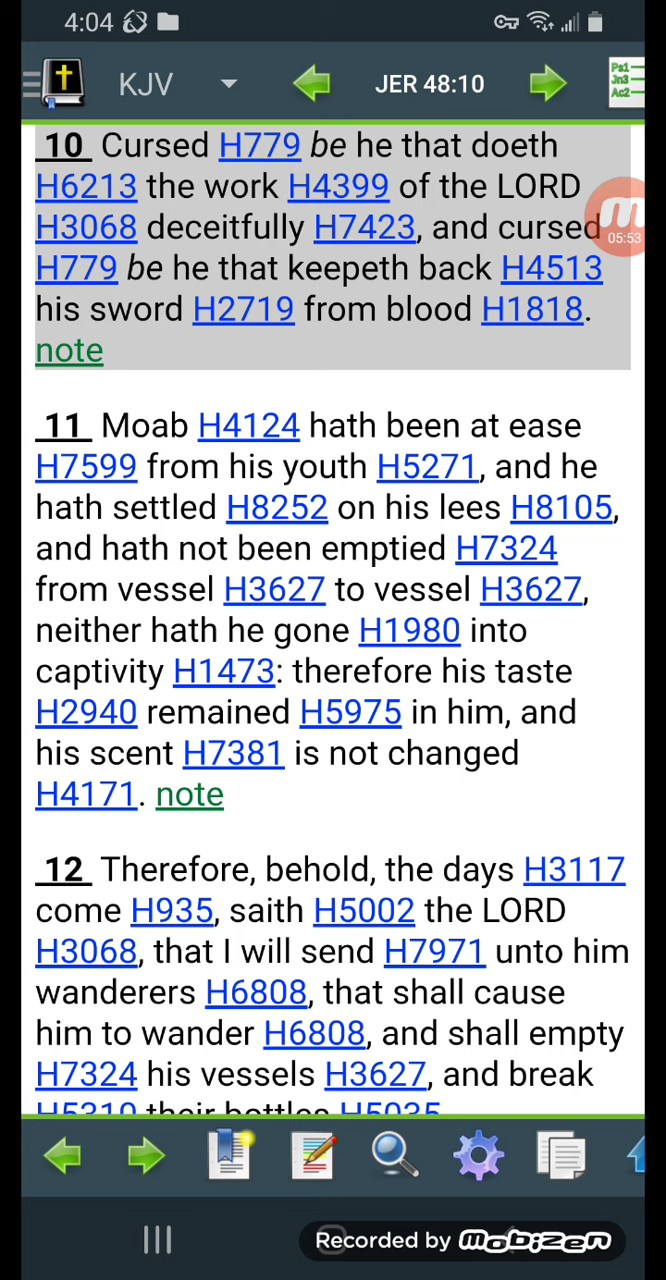 4:04
KJV JER 48:10
Ps1
Jn3
Ac2
10 Cursed H779 be he that doeth
H6213 the work H4399 of the LORD
H3068 deceitfully H7423, and cursed
H779 be he that keepeth back H4513
his sword H2719 from blood H1818.
note
05:53
11 Moab H4124 hath been at ease
H7599 from his youth H5271, and he
hath settled H8252 on his lees H8105,
and hath not been emptied H7324
from vessel H3627 to vessel H3627,
neither hath he gone H1980 into
captivity H1473: therefore his taste
H2940 remained H5975 in him, and
his scent H7381 is not changed
H4171. note
12 Therefore, behold, the days H3117
come H935, saith H5002 the LORD
H3068, that I will send H7971 unto him
wanderers H6808, that shall cause
him to wander H6808, and shall empty
H7324 his vessels H3627, and break
H5310 their bottles H5035
Recorded by mobizen